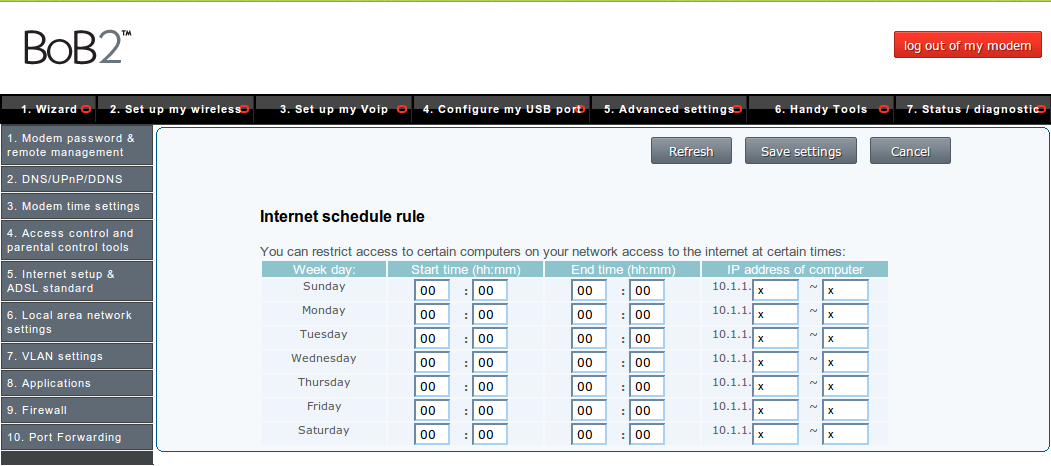 BoB2™
log out of my modem
1. Wizard 2. Set up my wireless 3. Set up my Voip 4. Configure my USB port 5. Advanced settings 6. Handy Tools 7. Status / diagnostic
1. Modem password &
remote management
2. DNS/UPnP/DDNS
3. Modem time settings
4. Access control and
parental control tools
5. Internet setup &
ADSL standard
6. Local area network
settings
7. VLAN settings
8. Applications
9. Firewall
10. Port Forwarding
Refresh Save settings Cancel
Internet schedule rule
You can restrict access to certain computers on your network access to the internet at certain times:
Week day: Start time (hh:mm) End time (hh:mm) IP address of computer
Sunday 00 : 00 00 : 00 10.1.1. x ~ x
Monday 00 : 00 00 : 00 10.1.1. x ~ x
Tuesday 00 : 00 00 : 00 10.1.1. x ~ x
Wednesday 00 : 00 00 : 00 10.1.1. x ~ x
Thursday 00 : 00 00 : 00 10.1.1. x ~ x
Friday 00 : 00 00 : 00 10.1.1. x ~ x
Saturday 00 : 00 00 : 00 10.1.1. x ~ x